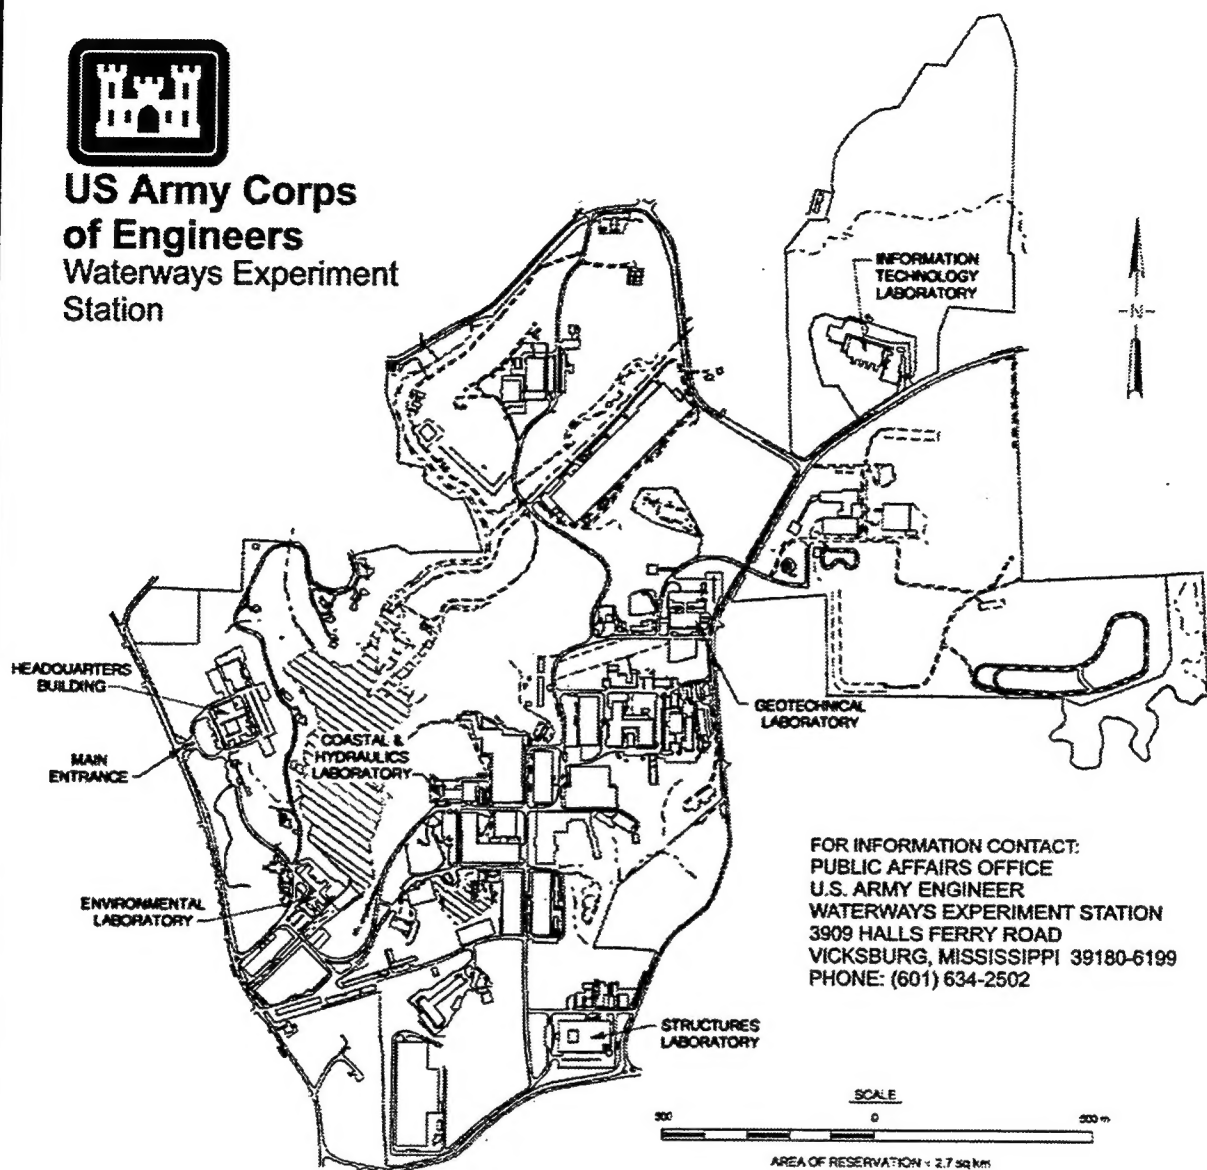 US Army Corps
of Engineers
Waterways Experiment
Station
INFORMATION
TECHNOLOGY
LABORATORY
-N-
HEADQUARTERS
BUILDING
MAIN
ENTRANCE
COASTAL &
HYDRAULICS
LABORATORY
GEOTECHNICAL
LABORATORY
ENVIRONMENTAL
LABORATORY
FOR INFORMATION CONTACT:
PUBLIC AFFAIRS OFFICE
U.S. ARMY ENGINEER
WATERWAYS EXPERIMENT STATION
3909 HALLS FERRY ROAD
VICKSBURG, MISSISSIPPI 39180-6199
PHONE: (601) 634-2502
STRUCTURES
LABORATORY
SCALE
500 0 500 m
AREA OF RESERVATION = 2.7 sq km